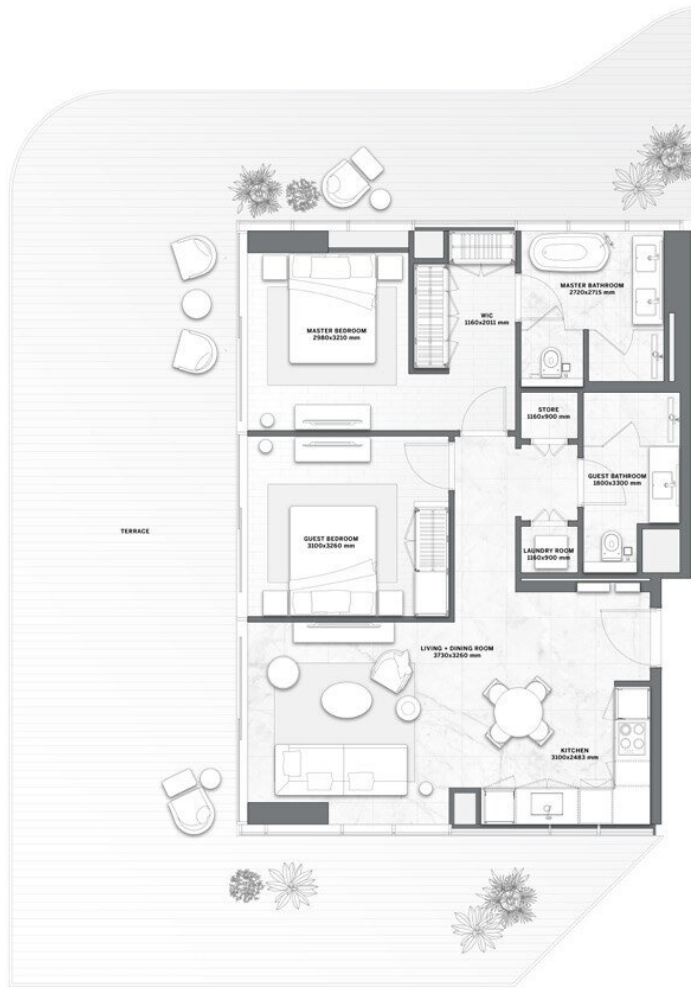 MASTER BATHROOM
2720x2715 mm
WIC
1160x2011 mm
MASTER BEDROOM
2980x3210 mm
STORE
1160x900 mm
GUEST BATHROOM
1800x3300 mm
TERRACE
GUEST BEDROOM
3100x3260 mm
LAUNDRY ROOM
1160x900 mm
LIVING + DINING ROOM
3730x3260 mm
KITCHEN
3100x2483 mm